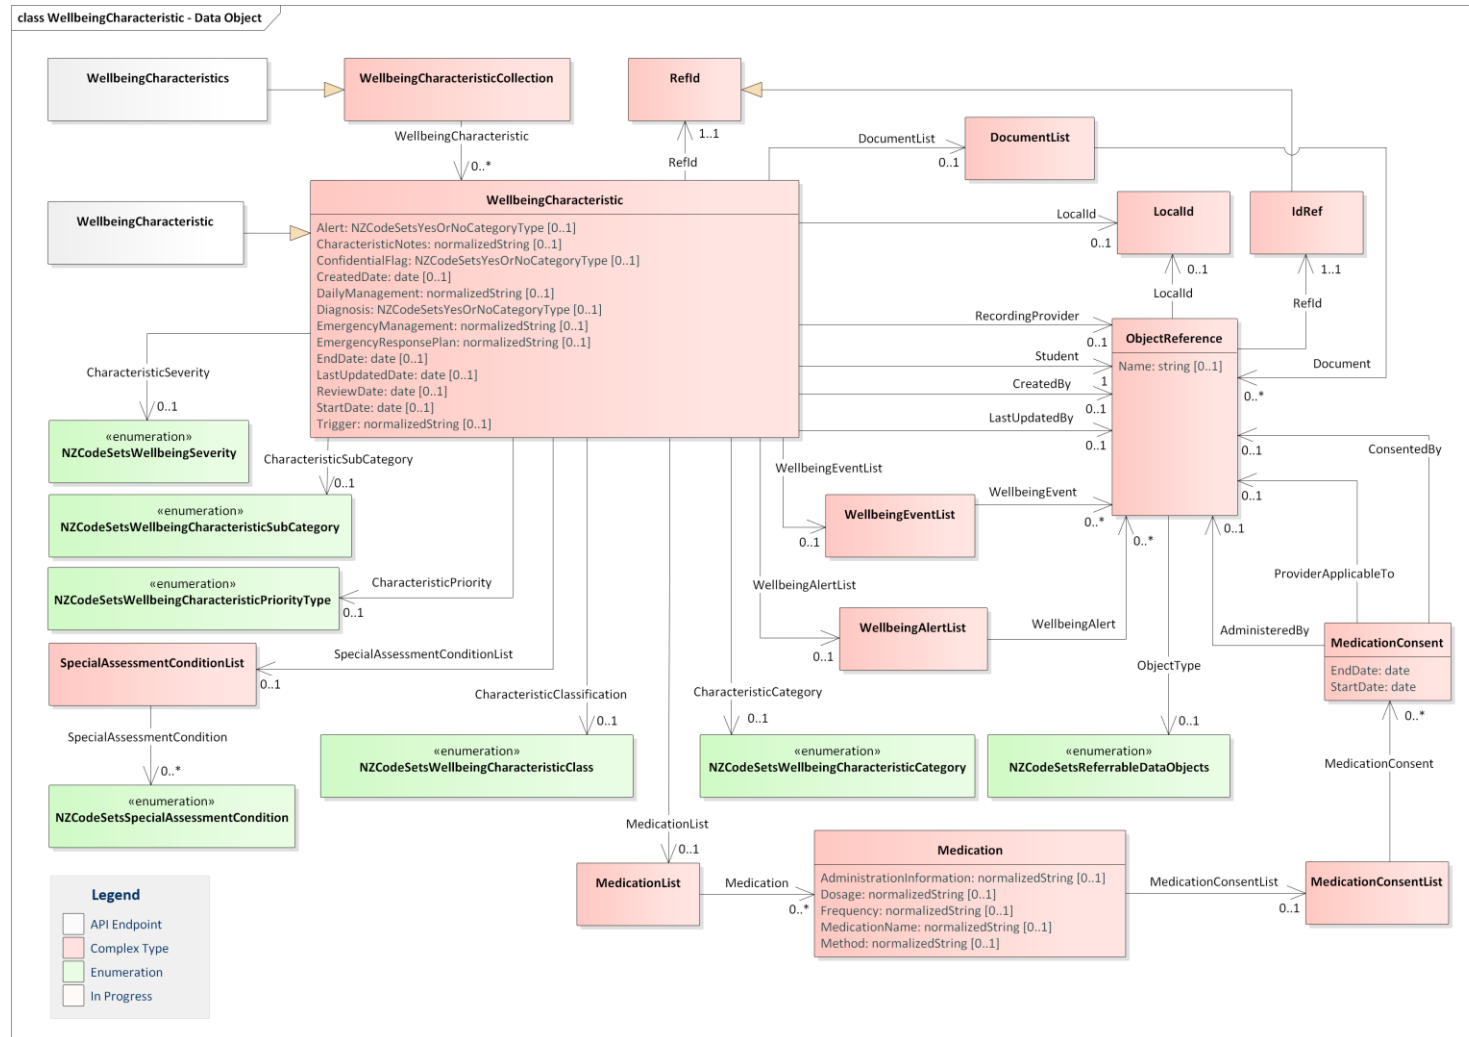 class WellbeingCharacteristic - Data Object
WellbeingCharacteristics
WellbeingCharacteristicCollection
RefId
WellbeingCharacteristic
0..*
1..1
RefId
DocumentList
0..1
DocumentList
WellbeingCharacteristic
WellbeingCharacteristic
Alert: NZCodeSetsYesOrNoCategoryType [0..1]
CharacteristicNotes: normalizedString [0..1]
ConfidentialFlag: NZCodeSetsYesOrNoCategoryType [0..1]
CreatedDate: date [0..1]
DailyManagement: normalizedString [0..1]
Diagnosis: NZCodeSetsYesOrNoCategoryType [0..1]
EmergencyManagement: normalizedString [0..1]
EmergencyResponsePlan: normalizedString [0..1]
EndDate: date [0..1]
LastUpdatedDate: date [0..1]
ReviewDate: date [0..1]
StartDate: date [0..1]
Trigger: normalizedString [0..1]
LocalId
0..1
LocalId
IdRef
0..1
LocalId
1..1
RefId
RecordingProvider
0..1
Student
1
CreatedBy
0..1
LastUpdatedBy
0..1
ObjectReference
Name: string [0..1]
Document
0..*
CharacteristicSeverity
0..1
«enumeration»
NZCodeSetsWellbeingSeverity
CharacteristicSubCategory
0..1
«enumeration»
NZCodeSetsWellbeingCharacteristicSubCategory
CharacteristicPriority
0..1
«enumeration»
NZCodeSetsWellbeingCharacteristicPriorityType
WellbeingEventList
0..1
WellbeingEventList
WellbeingEvent
0..*
ConsentedBy
0..1
ProviderApplicableTo
0..1
AdministeredBy
0..1
WellbeingAlertList
0..1
WellbeingAlertList
WellbeingAlert
0..*
MedicationConsent
EndDate: date
StartDate: date
SpecialAssessmentConditionList
0..1
SpecialAssessmentConditionList
SpecialAssessmentCondition
0..*
«enumeration»
NZCodeSetsSpecialAssessmentCondition
CharacteristicClassification
0..1
«enumeration»
NZCodeSetsWellbeingCharacteristicClass
CharacteristicCategory
0..1
«enumeration»
NZCodeSetsWellbeingCharacteristicCategory
ObjectType
0..1
«enumeration»
NZCodeSetsReferrableDataObjects
0..*
MedicationConsent
MedicationList
0..1
MedicationList
Medication
0..*
Medication
AdministrationInformation: normalizedString [0..1]
Dosage: normalizedString [0..1]
Frequency: normalizedString [0..1]
MedicationName: normalizedString [0..1]
Method: normalizedString [0..1]
MedicationConsentList
0..1
MedicationConsentList
Legend
API Endpoint
Complex Type
Enumeration
In Progress